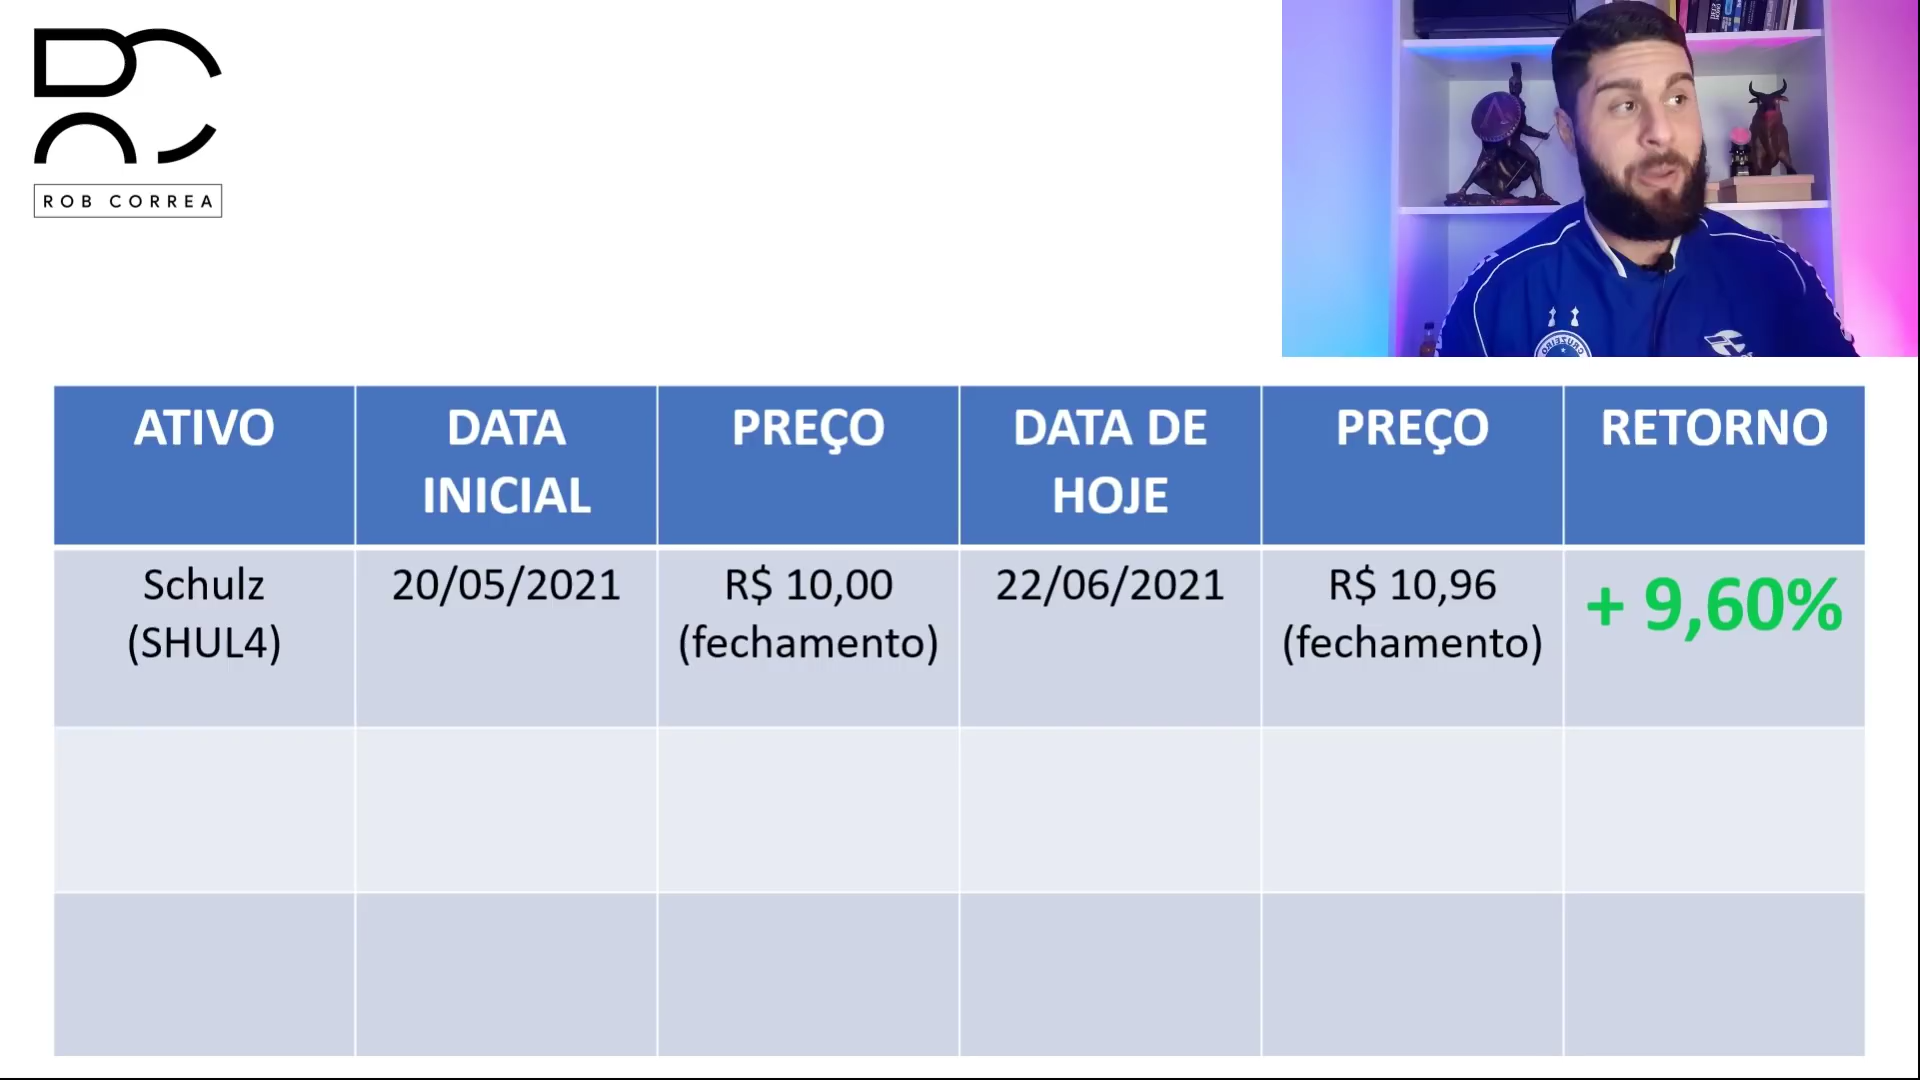 ROB CORREA
ATIVO
DATA
INICIAL
PREÇO
DATA DE
HOJE
PREÇO
RETORNO
Schulz
(SHUL4)
20/05/2021
R$ 10,00
(fechamento)
22/06/2021
R$ 10,96
(fechamento)
+ 9,60%